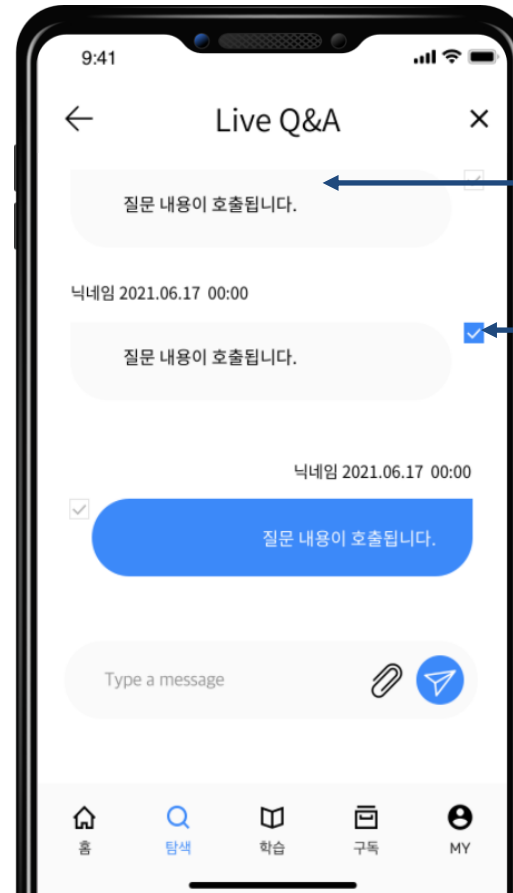 9:41
Live Q&A
질문 내용이 호출됩니다.
닉네임 2021.06.17 00:00
질문 내용이 호출됩니다.
닉네임 2021.06.17 00:00
질문 내용이 호출됩니다.
Type a message
홈 탐색 학습 구독 MY